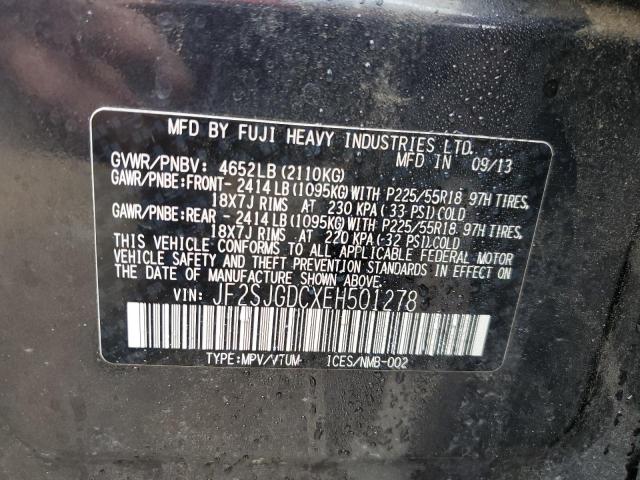 MFD BY FUJI HEAVY INDUSTRIES LTD.
MFD IN 09/13
GVWR/PNBV: 4652LB (2110KG)
GAWR/PNBE:FRONT- 2414 LB (1095KG) WITH P225/55R18 97H TIRES,
18X7J RIMS AT 230 KPA (33 PSI) COLD
GAWR/PNBE:REAR - 2414 LB (1095KG) WITH P225/55R18 97H TIRES,
18X7J RIMS AT 220 KPA (32 PSI).COLD
THIS VEHICLE CONFORMS TO ALL APPLICABLE FEDERAL MOTOR
VEHICLE SAFETY AND THEFT PREVENTION STANDARDS IN EFFECT ON
THE DATE OF MANUFACTURE SHOWN ABOVE.
VIN: JF2SJGDCXEH501278
TYPE:MPV/VTUM ICES/NMB-002